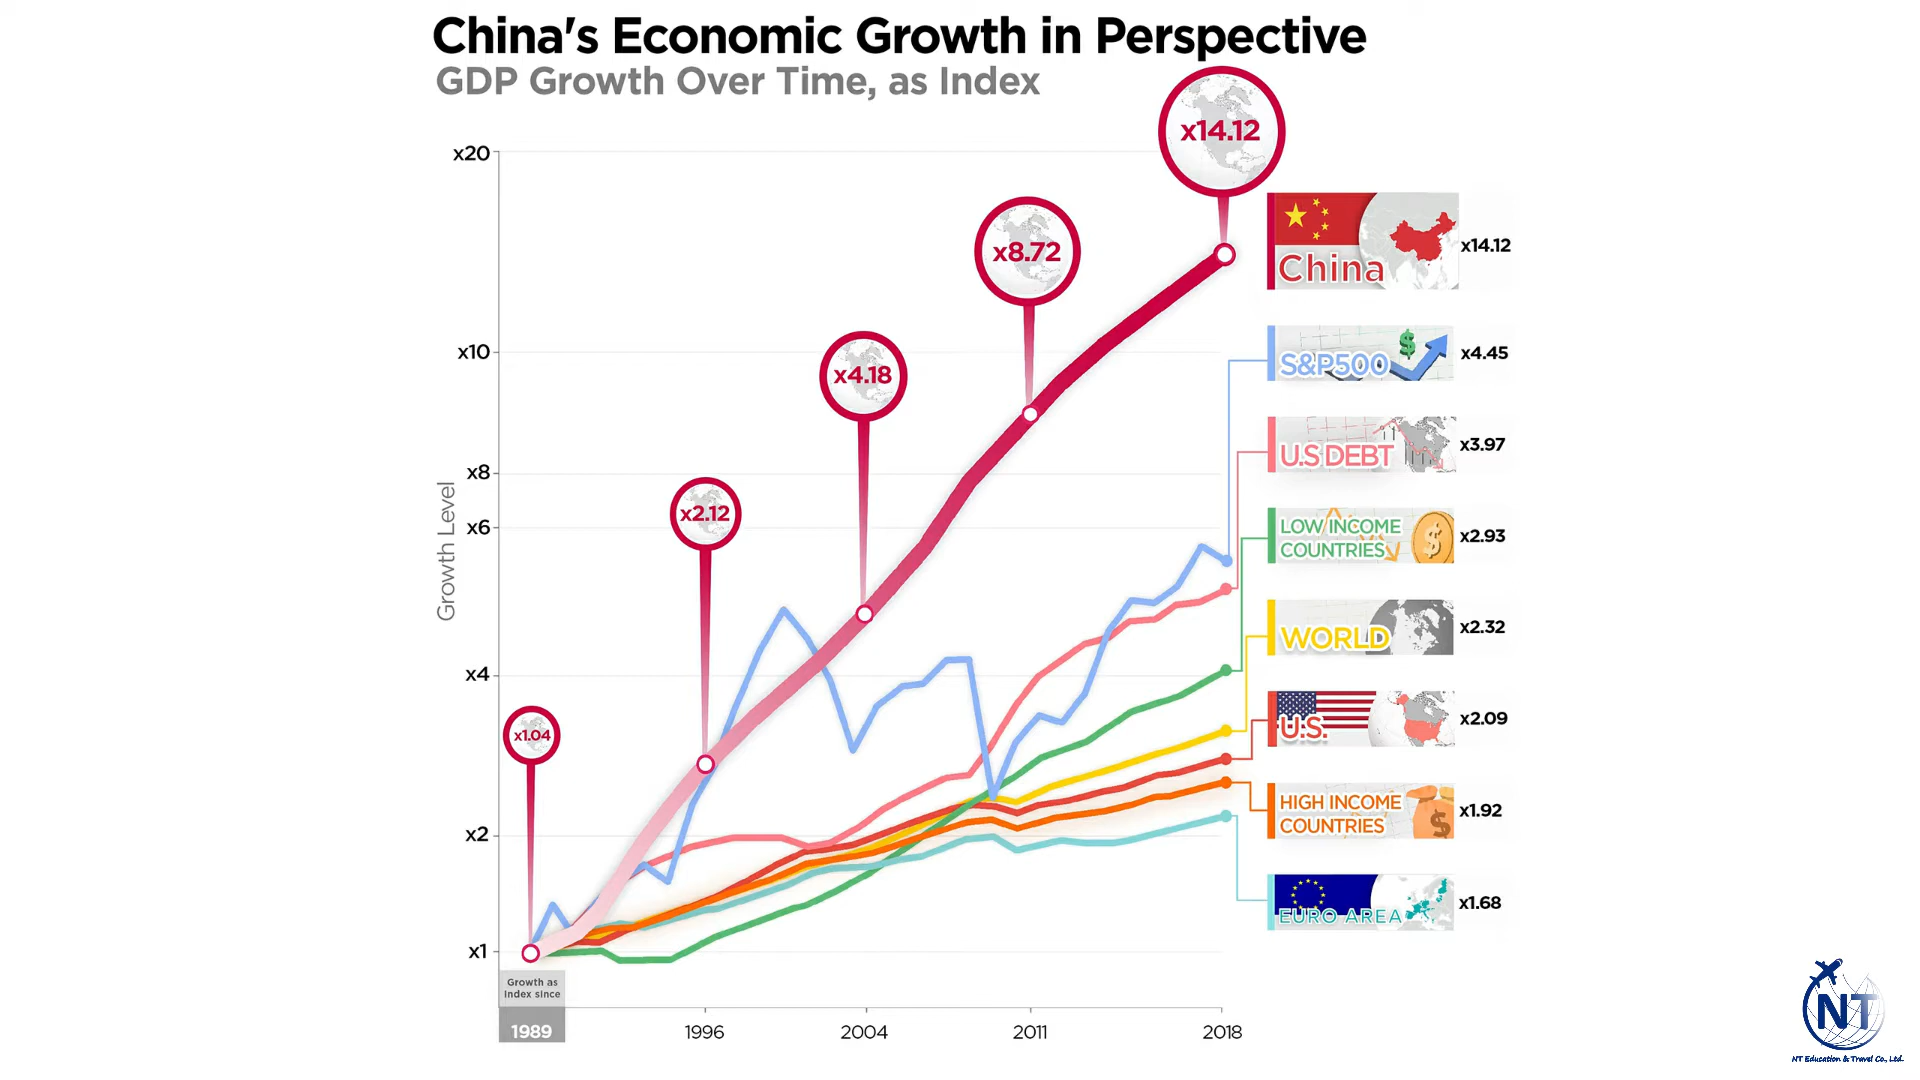 China's Economic Growth in Perspective
GDP Growth Over Time, as Index
x14.12
x20
x8.72
China
x14.12
x10
x4.18
S&P500
x4.45
U.S DEBT
x3.97
x8
x2.12
x6
LOW INCOME
COUNTRIES
x2.93
Growth Level
WORLD
x2.32
x4
x1.04
U.S.
x2.09
x2
HIGH INCOME
COUNTRIES
x1.92
EURO AREA
x1.68
x1
Growth as
Index since
1989
1996
2004
2011
2018
NT
NT Education & Travel Co., Ltd.